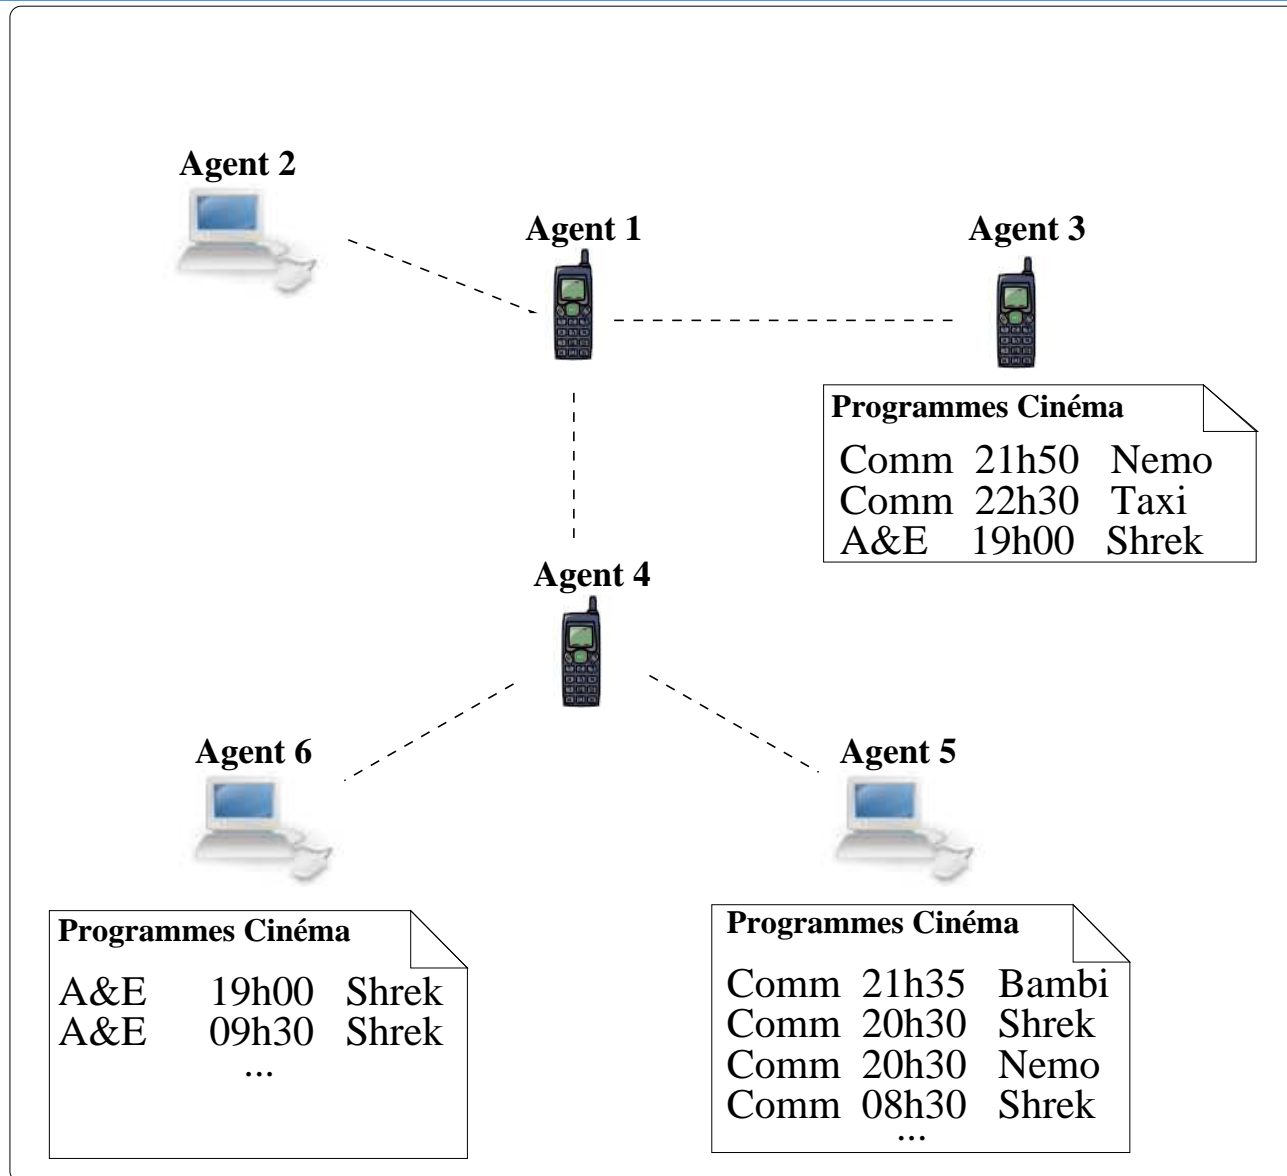 Agent 2
Agent 1
Agent 3
Programmes Cinéma
Comm 21h50 Nemo
Comm 22h30 Taxi
A&E 19h00 Shrek
Agent 4
Agent 6
Agent 5
Programmes Cinéma
A&E 19h00 Shrek
A&E 09h30 Shrek
...
Programmes Cinéma
Comm 21h35 Bambi
Comm 20h30 Shrek
Comm 20h30 Nemo
Comm 08h30 Shrek
...